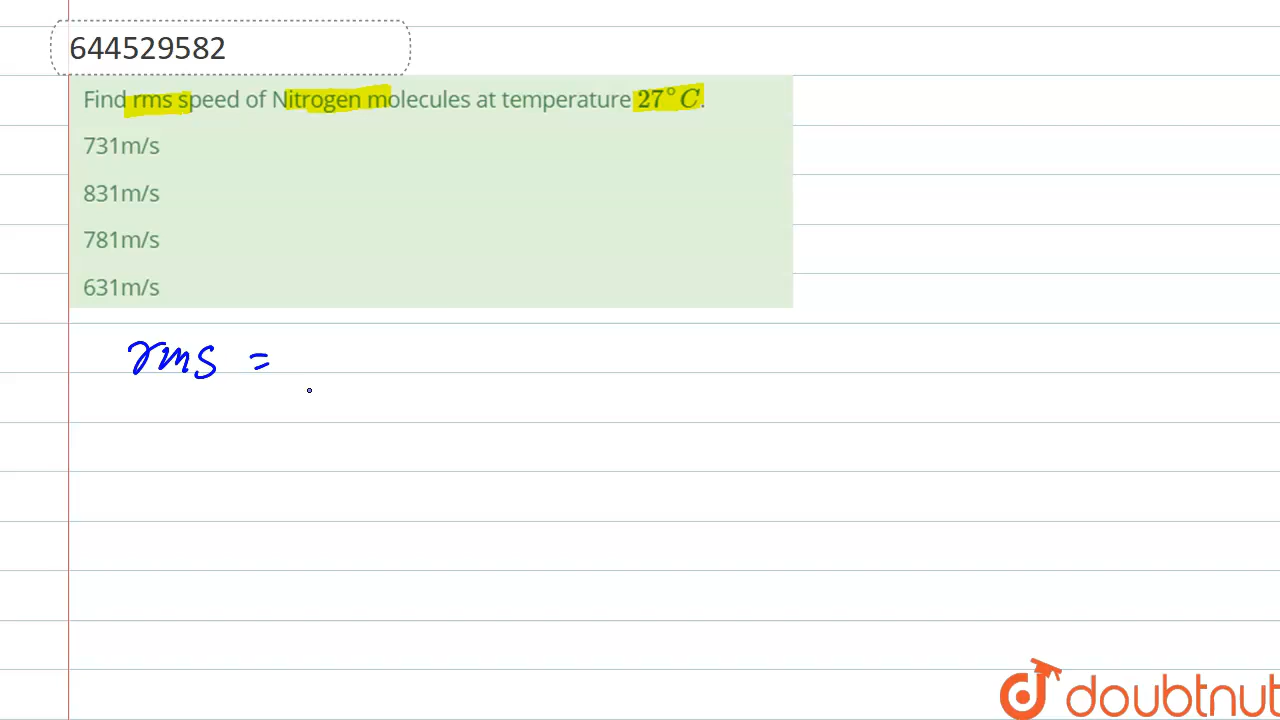 644529582
Find rms speed of Nitrogen molecules at temperature 27°C.
731m/s
831m/s
781m/s
631m/s
rms =
doubtnut